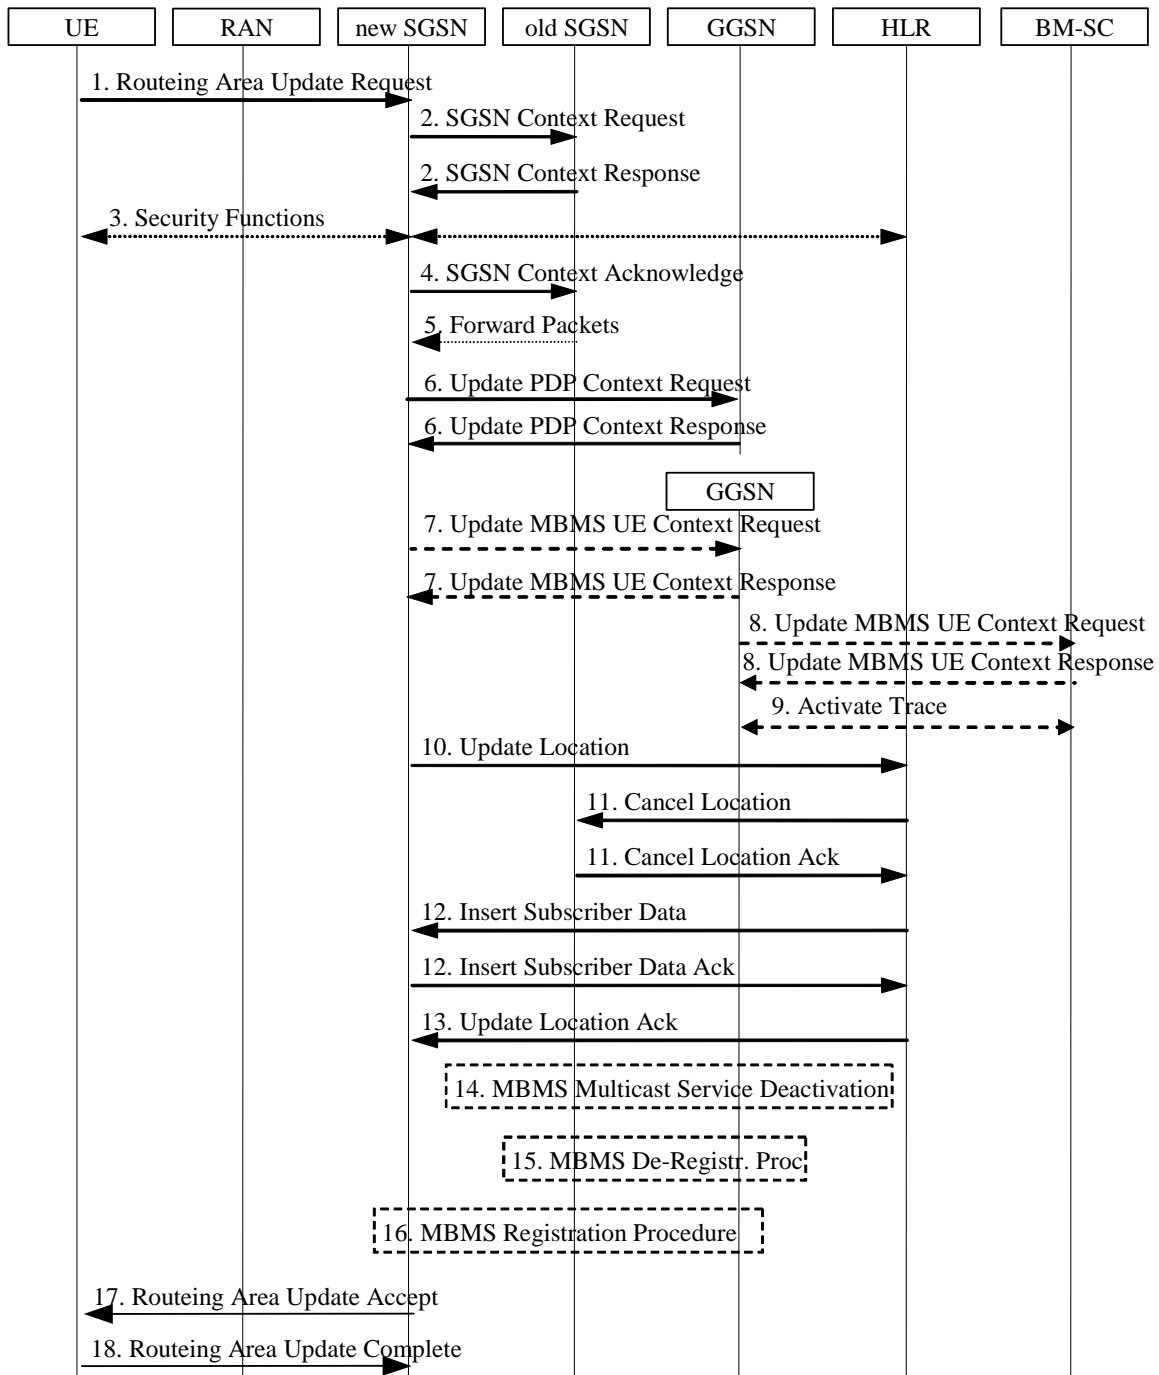 UE
RAN
new SGSN
old SGSN
GGSN
HLR
BM-SC
1. Routeing Area Update Request
2. SGSN Context Request
2. SGSN Context Response
3. Security Functions
4. SGSN Context Acknowledge
5. Forward Packets
6. Update PDP Context Request
6. Update PDP Context Response
GGSN
7. Update MBMS UE Context Request
7. Update MBMS UE Context Response
8. Update MBMS UE Context Request
8. Update MBMS UE Context Response
9. Activate Trace
10. Update Location
11. Cancel Location
11. Cancel Location Ack
12. Insert Subscriber Data
12. Insert Subscriber Data Ack
13. Update Location Ack
14. MBMS Multicast Service Deactivation
15. MBMS De-Registr. Proc
16. MBMS Registration Procedure
17. Routeing Area Update Accept
18. Routeing Area Update Complete